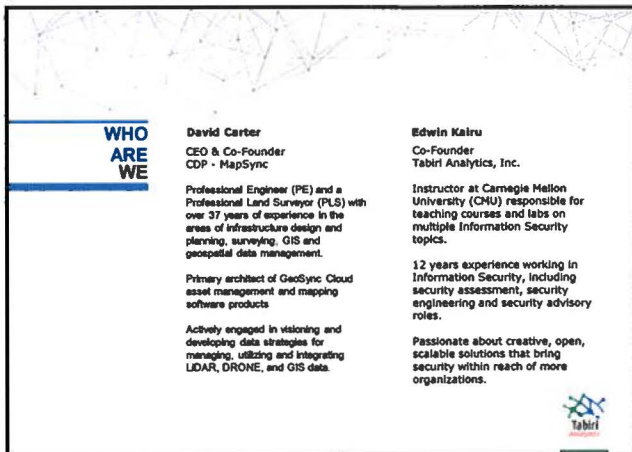 WHO
ARE
WE
David Carter
CEO & Co-Founder
CDP - MapSync
Professional Engineer (PE) and a
Professional Land Surveyor (PLS) with
over 37 years of experience in the
areas of infrastructure design and
planning, surveying, GIS and
geospatial data management.
Primary architect of GeoSync Cloud
asset management and mapping
software products
Actively engaged in visioning and
developing data strategies for
managing, utilizing and integrating
LiDAR, DRONE, and GIS data.
Edwin Kairu
Co-Founder
Tabiri Analytics, Inc.
Instructor at Carnegie Mellon
University (CMU) responsible for
teaching courses and labs on
multiple Information Security
topics.
12 years experience working in
Information Security, including
security assessment, security
engineering and security advisory
roles.
Passionate about creative, open,
scalable solutions that bring
security within reach of more
organizations.
Tabiri